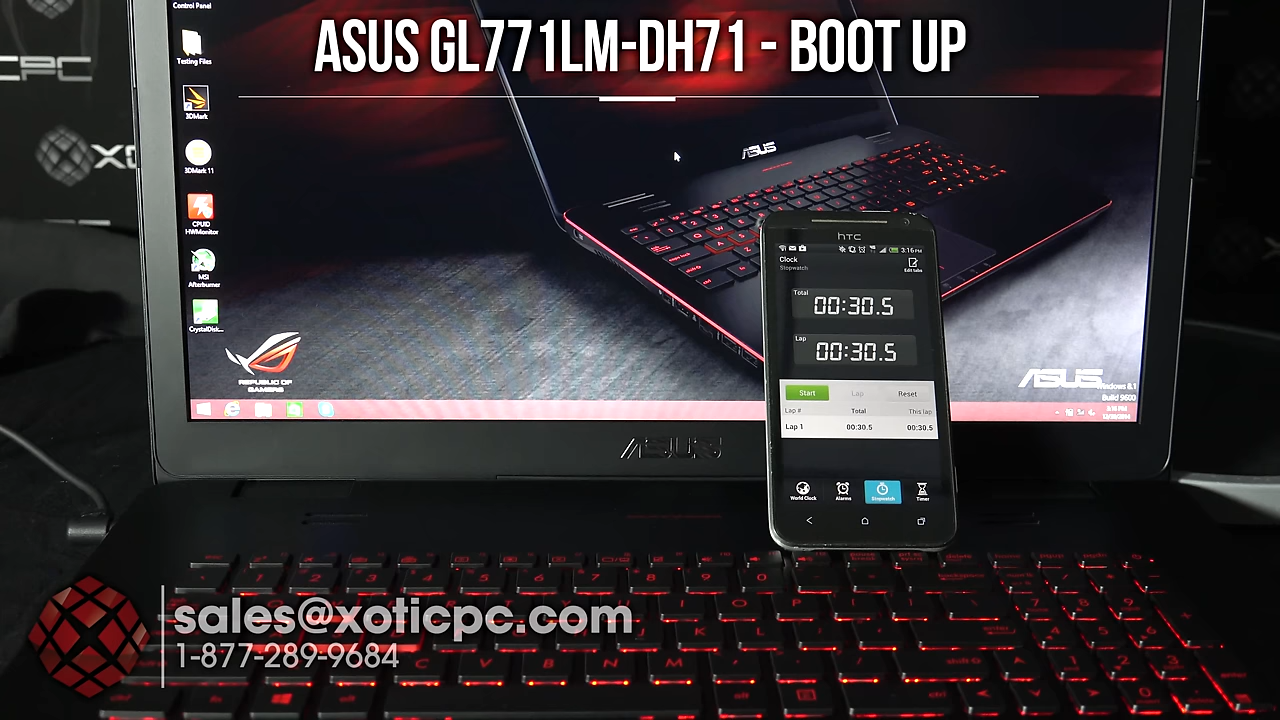 ASUS GL771LM-DH71 - BOOT UP
Control Panel
Testing Files
3DMark
3DMark 11
CPUID
HWMonitor
MSI
Afterburner
CrystalDisk...
REPUBLIC OF
GAMERS
ASUS
ASUS
Windows 8.1
Build 9600
ASUS
hTC
3:16 PM
Clock
Stopwatch
Edit tabs
Total
00:30.5
Lap
00:30.5
Start
Lap
Reset
Lap #
Total
This lap
Lap 1
00:30.5
00:30.5
World Clock
Alarms
Stopwatch
Timer
sales@xoticpc.com
1-877-289-9684